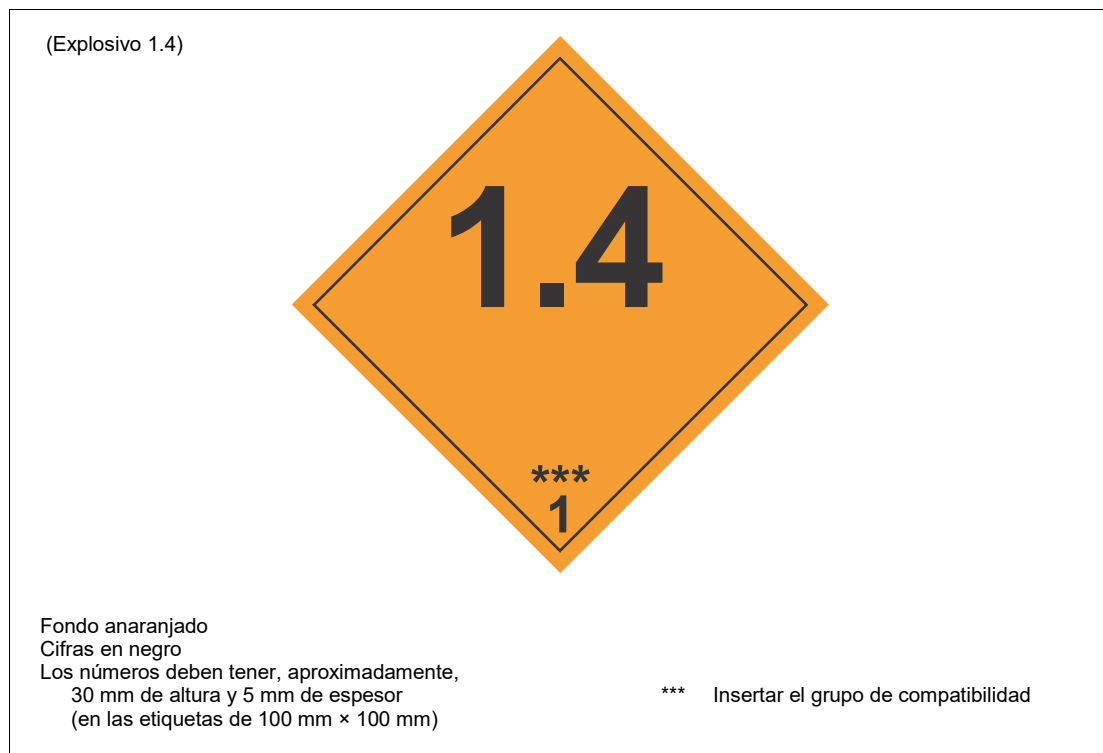 (Explosivo 1.4)
1.4
***
1
Fondo anaranjado
Cifras en negro
Los números deben tener, aproximadamente,
30 mm de altura y 5 mm de espesor
(en las etiquetas de 100 mm × 100 mm)
*** Insertar el grupo de compatibilidad